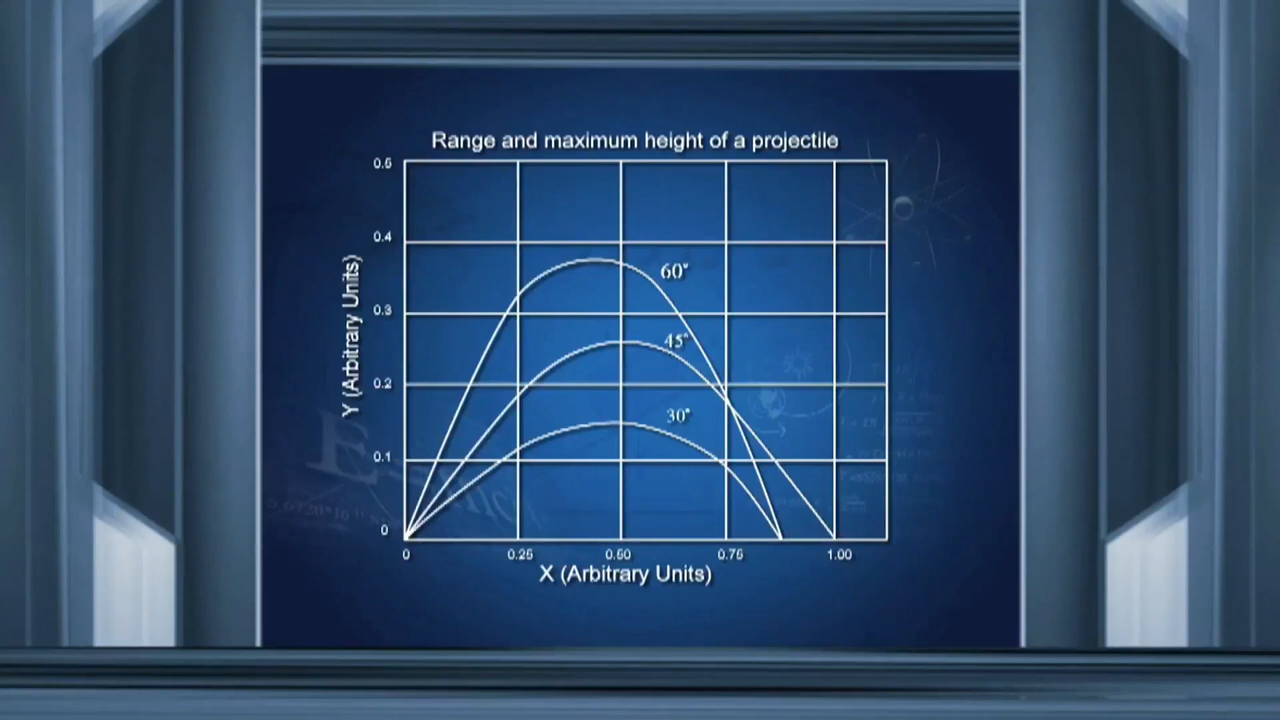 Range and maximum height of a projectile
0.5
0.4
0.3
0.2
0.1
0
Y (Arbitrary Units)
60°
45°
30°
0 0.25 0.50 0.75 1.00
X (Arbitrary Units)